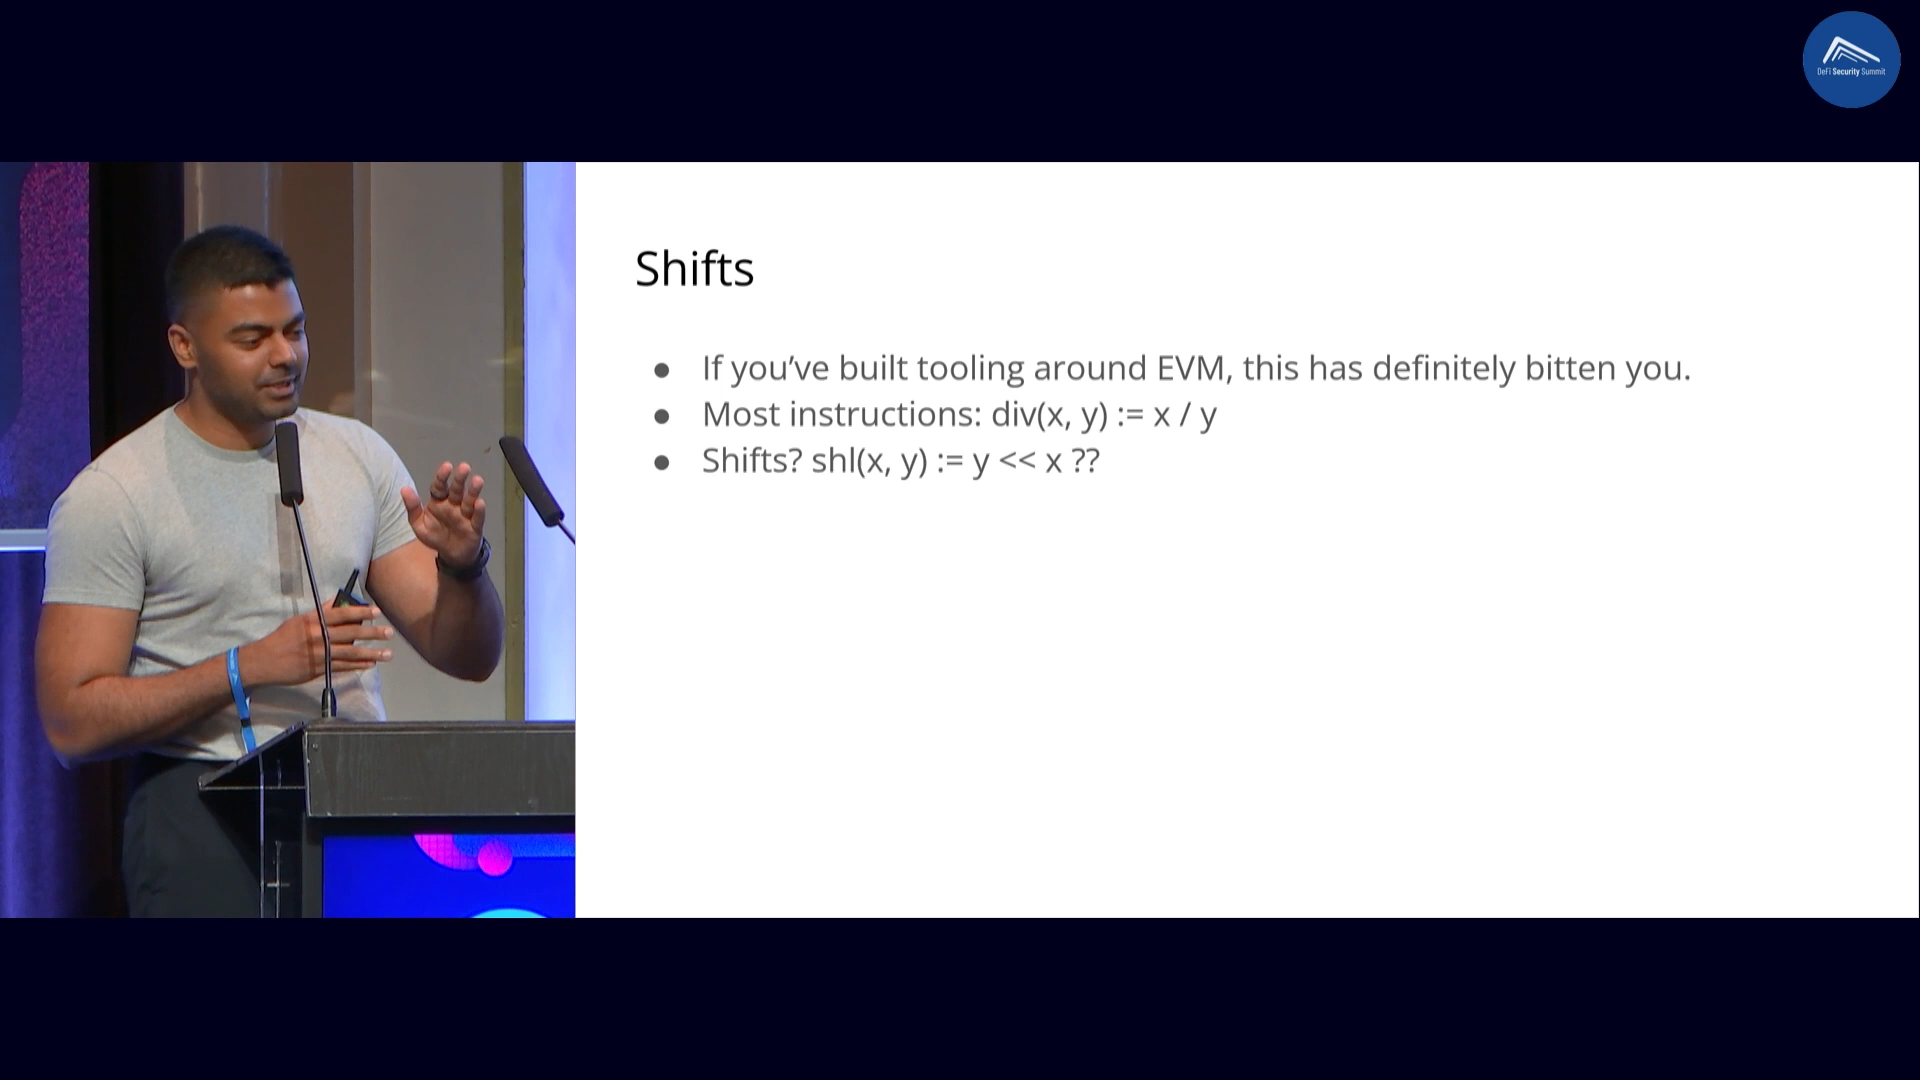 DeFi Security Summit
Shifts
● If you’ve built tooling around EVM, this has definitely bitten you.
● Most instructions: div(x, y) := x / y
● Shifts? shl(x, y) := y << x ??